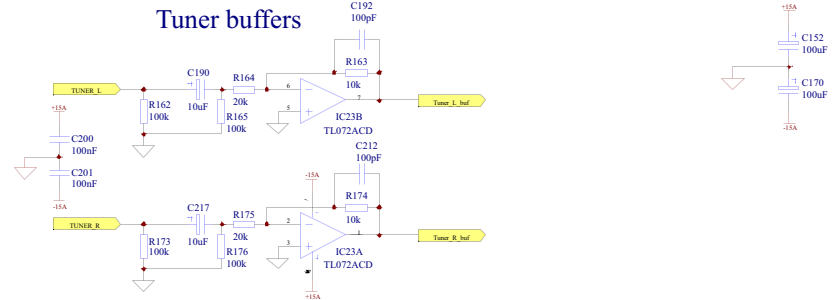 Tuner buffers
C192
100pF
+15A
C152
100uF
C170
100uF
-15A
C190
10uF
R164
20k
R163
10k
TUNER_L
R162
100k
R165
100k
6
5
7
IC23B
TL072ACD
Tuner_L_buf
+15A
C200
100nF
C201
100nF
-15A
C212
100pF
-15A
C217
10uF
R175
20k
R174
10k
TUNER_R
R173
100k
R176
100k
2
3
1
IC23A
TL072ACD
Tuner_R_buf
+15A